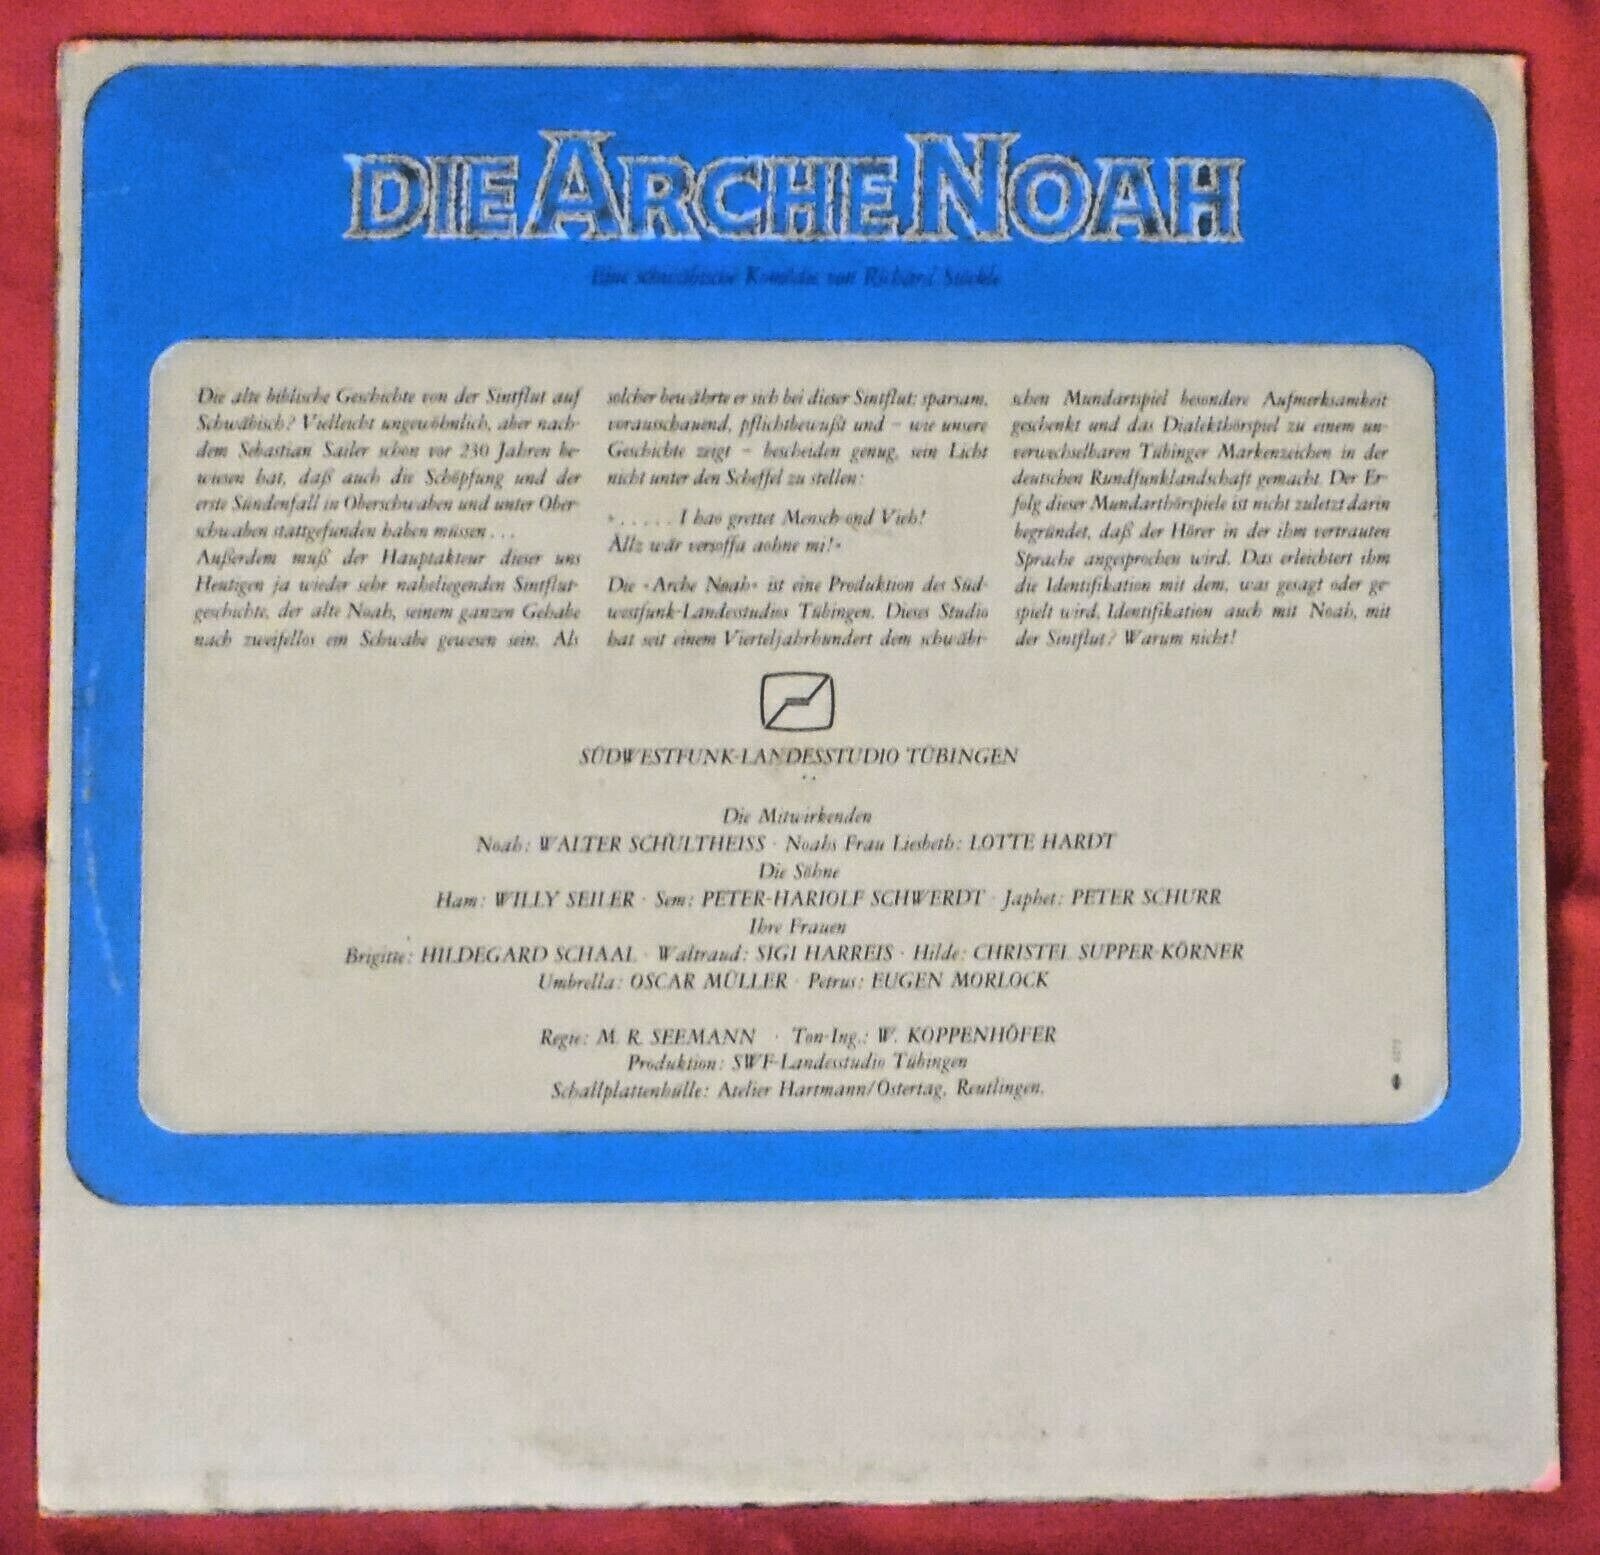 DIE ARCHE NOAH
Eine schwäbische Komödie von Richard Stöckle
Die alte biblische Geschichte von der Sintflut auf
Schwäbisch? Vielleicht ungewöhnlich, aber nach-
dem Sebastian Sailer schon vor 230 Jahren be-
wiesen hat, daß auch die Schöpfung und der
erste Sündenfall in Oberschwaben und unter Ober-
schwaben stattgefunden haben müssen . . .
Außerdem muß der Hauptakteur dieser uns
Heutigen ja wieder sehr naheliegenden Sintflut-
geschichte, der alte Noah, seinem ganzen Gehabe
nach zweifellos ein Schwabe gewesen sein. Als
solcher bewährte er sich bei dieser Sintflut: sparsam,
vorausschauend, pflichtbewußt und – wie unsere
Geschichte zeigt – bescheiden genug, sein Licht
nicht unter den Scheffel zu stellen:
» . . . . . . I hao grettet Mensch ond Vieh!
Ällz wär versoffa aohne mi!«
Die »Arche Noah« ist eine Produktion des Süd-
westfunk-Landesstudios Tübingen. Dieses Studio
hat seit einem Vierteljahrhundert dem schwäbi-
schen Mundartspiel besondere Aufmerksamkeit
geschenkt und das Dialekthörspiel zu einem un-
verwechselbaren Tübinger Markenzeichen in der
deutschen Rundfunklandschaft gemacht. Der Er-
folg dieser Mundarthörspiele ist nicht zuletzt darin
begründet, daß der Hörer in der ihm vertrauten
Sprache angesprochen wird. Das erleichtert ihm
die Identifikation mit dem, was gesagt oder ge-
spielt wird. Identifikation auch mit Noah, mit
der Sintflut? Warum nicht!
SÜDWESTFUNK-LANDESSTUDIO TÜBINGEN
Die Mitwirkenden
Noah: WALTER SCHULTHEISS · Noahs Frau Liesbeth: LOTTE HARDT
Die Söhne
Ham: WILLY SEILER · Sem: PETER-HARIOLF SCHWERDT · Japhet: PETER SCHURR
Ihre Frauen
Brigitte: HILDEGARD SCHAAL · Waltraud: SIGI HARREIS · Hilde: CHRISTEL SUPPER-KÖRNER
Umbrella: OSCAR MÜLLER · Petrus: EUGEN MORLOCK
Regie: M. R. SEEMANN · Ton-Ing.: W. KOPPENHÖFER
Produktion: SWF-Landesstudio Tübingen
Schallplattenhülle: Atelier Hartmann/Ostertag, Reutlingen.